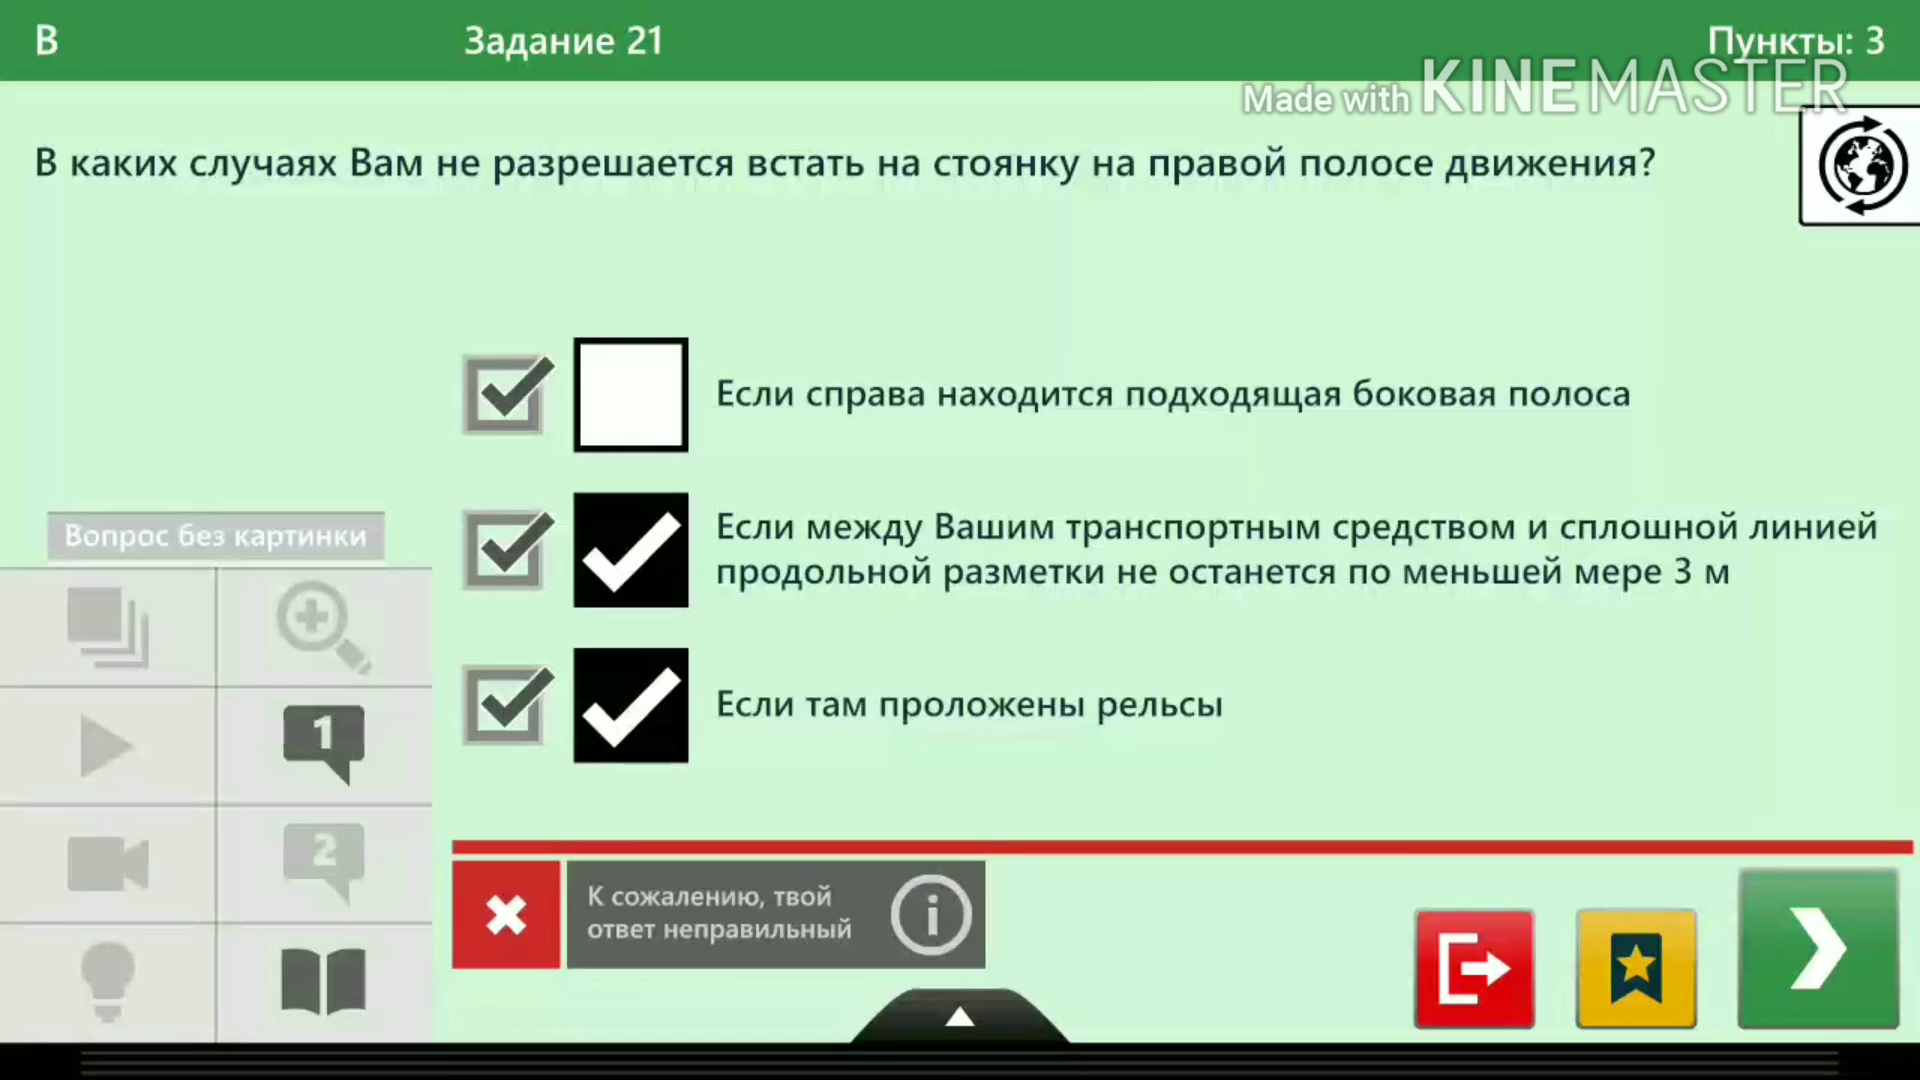 B
Задание 21
Пункты: 3
Made with KINEMASTER
В каких случаях Вам не разрешается встать на стоянку на правой полосе движения?
Если справа находится подходящая боковая полоса
Если между Вашим транспортным средством и сплошной линией
продольной разметки не останется по меньшей мере 3 м
Если там проложены рельсы
Вопрос без картинки
1
2
К сожалению, твой
ответ неправильный